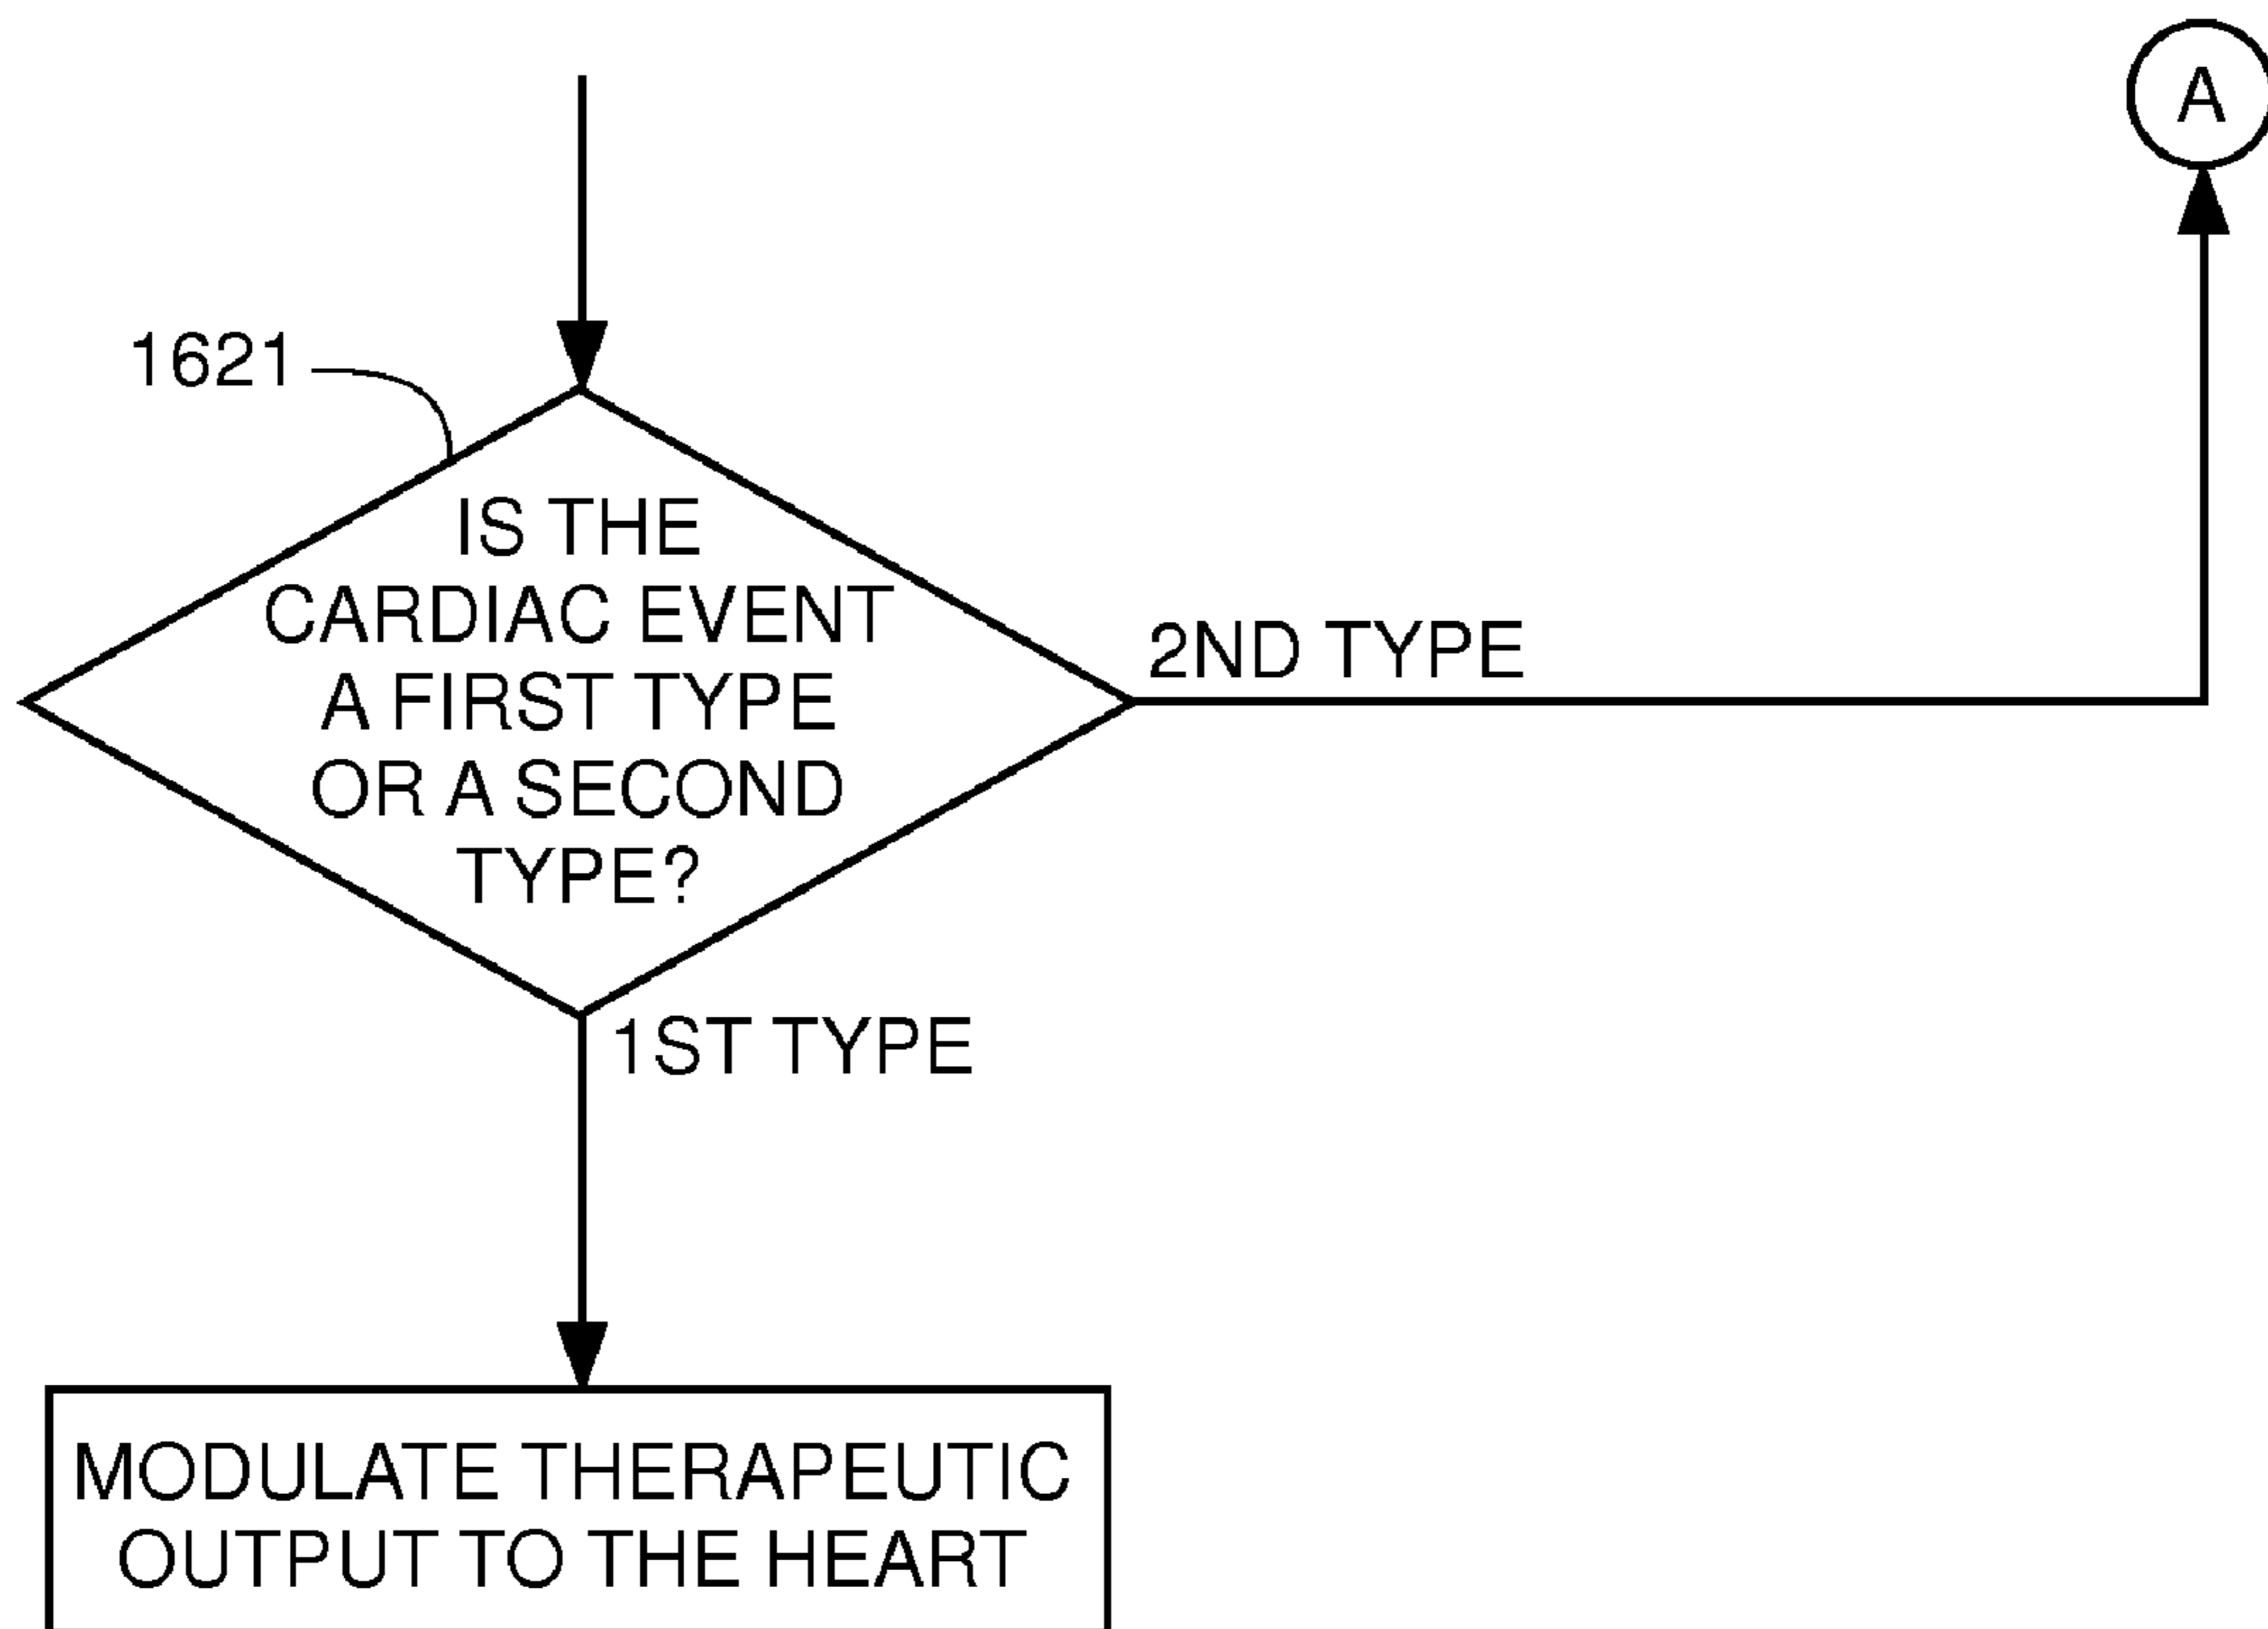 A
1621
IS THE
CARDIAC EVENT
A FIRST TYPE
OR A SECOND
TYPE?
2ND TYPE
1ST TYPE
MODULATE THERAPEUTIC
OUTPUT TO THE HEART